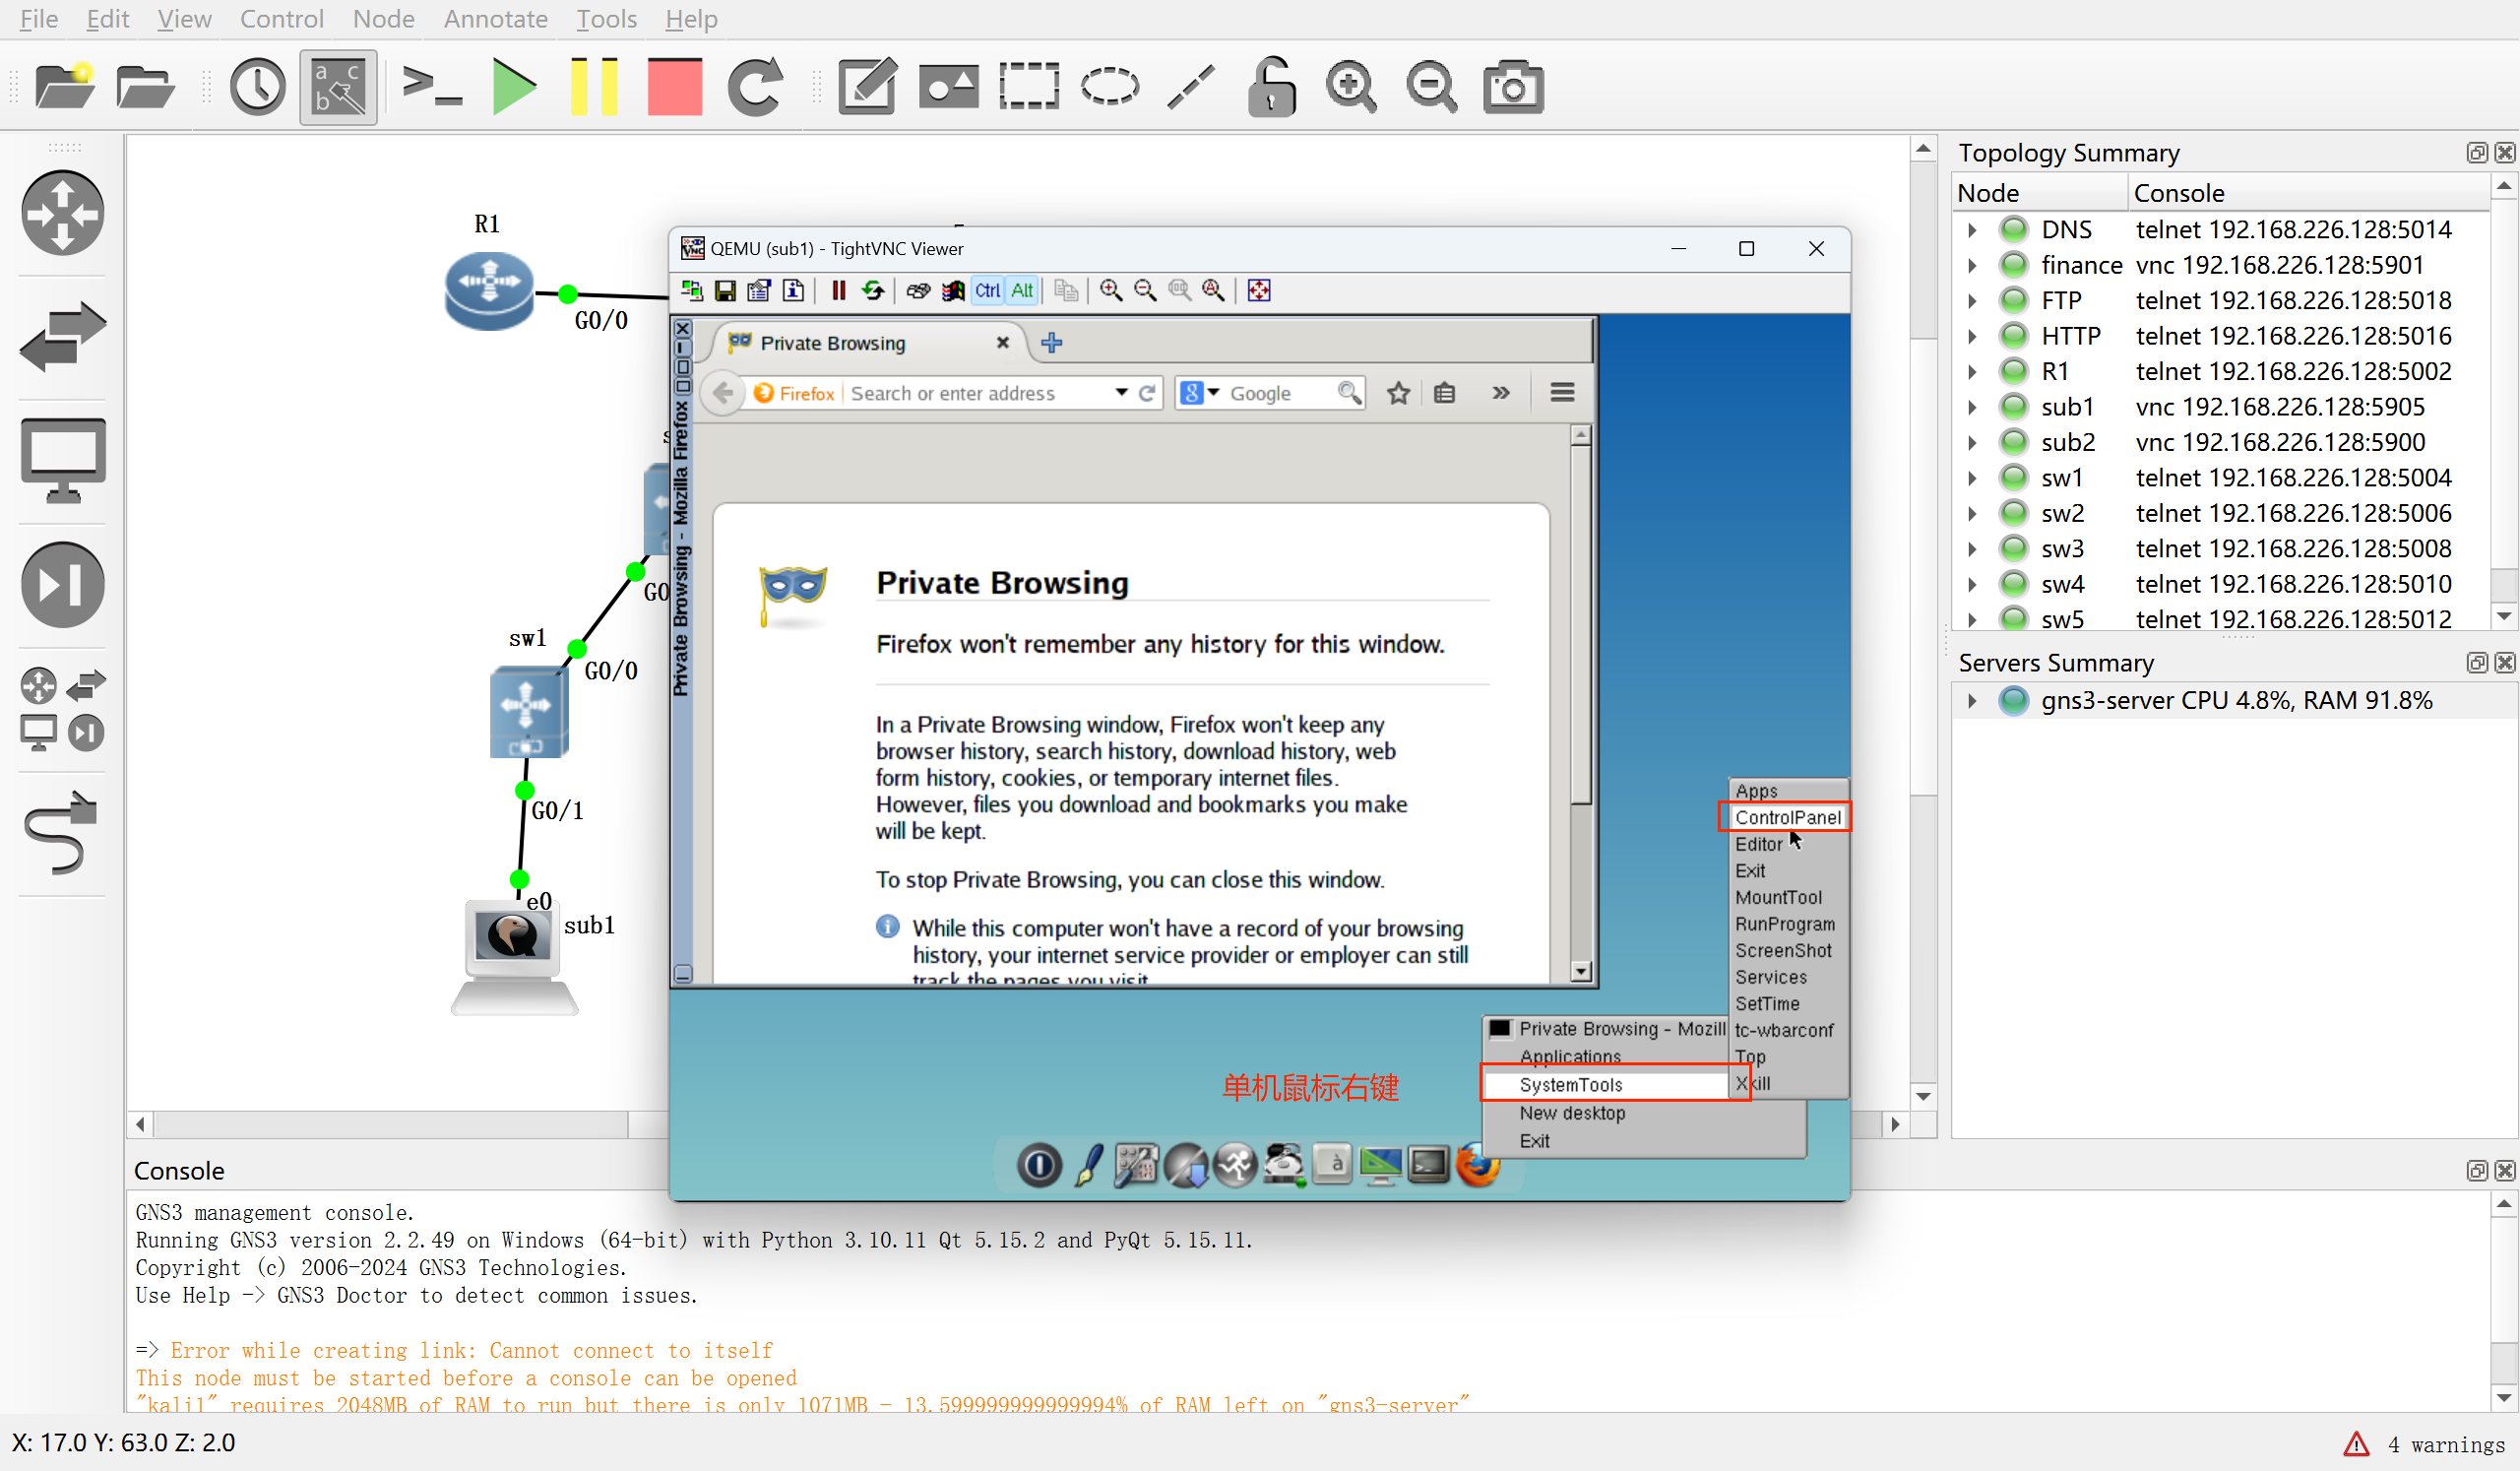 File Edit View Control Node Annotate Tools Help
R1
G0/0
sw1
G0/0
G0/1
e0
sub1
QEMU (sub1) - TightVNC Viewer
Ctrl Alt
Private Browsing - Mozilla Firefox
Private Browsing
Firefox Search or enter address
Google
Private Browsing
Firefox won't remember any history for this window.
In a Private Browsing window, Firefox won't keep any
browser history, search history, download history, web
form history, cookies, or temporary internet files.
However, files you download and bookmarks you make
will be kept.
To stop Private Browsing, you can close this window.
While this computer won't have a record of your browsing
history, your internet service provider or employer can still
track the pages you visit.
Apps
ControlPanel
Editor
Exit
MountTool
RunProgram
ScreenShot
Services
SetTime
tc-wbarconf
Top
Xkill
Private Browsing - Mozill
Applications
SystemTools
New desktop
Exit
单机鼠标右键
Topology Summary
Node Console
DNS telnet 192.168.226.128:5014
finance vnc 192.168.226.128:5901
FTP telnet 192.168.226.128:5018
HTTP telnet 192.168.226.128:5016
R1 telnet 192.168.226.128:5002
sub1 vnc 192.168.226.128:5905
sub2 vnc 192.168.226.128:5900
sw1 telnet 192.168.226.128:5004
sw2 telnet 192.168.226.128:5006
sw3 telnet 192.168.226.128:5008
sw4 telnet 192.168.226.128:5010
sw5 telnet 192.168.226.128:5012
Servers Summary
gns3-server CPU 4.8%, RAM 91.8%
Console
GNS3 management console.
Running GNS3 version 2.2.49 on Windows (64-bit) with Python 3.10.11 Qt 5.15.2 and PyQt 5.15.11.
Copyright (c) 2006-2024 GNS3 Technologies.
Use Help -> GNS3 Doctor to detect common issues.
=> Error while creating link: Cannot connect to itself
This node must be started before a console can be opened
"kali1" requires 2048MB of RAM to run but there is only 1071MB - 13.599999999999994% of RAM left on "gns3-server"
X: 17.0 Y: 63.0 Z: 2.0
4 warnings